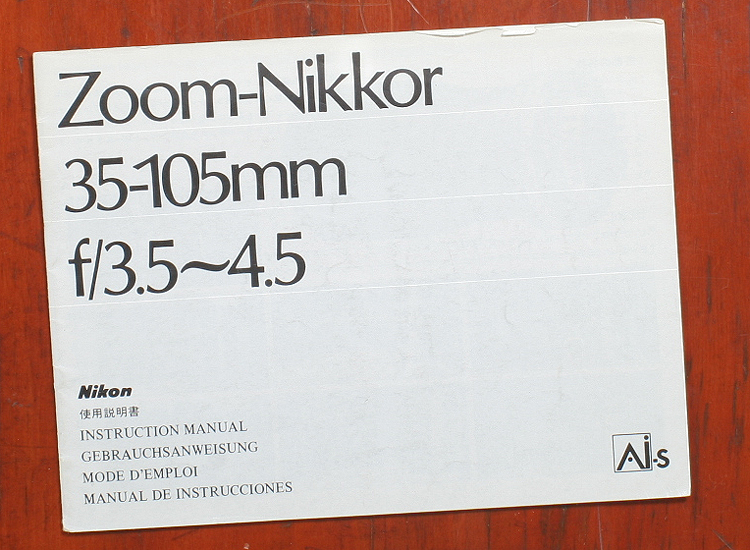 Zoom-Nikkor
35-105mm
f/3.5~4.5
Nikon
使用説明書
INSTRUCTION MANUAL
GEBRAUCHSANWEISUNG
MODE D'EMPLOI
MANUAL DE INSTRUCCIONES
Ai-s